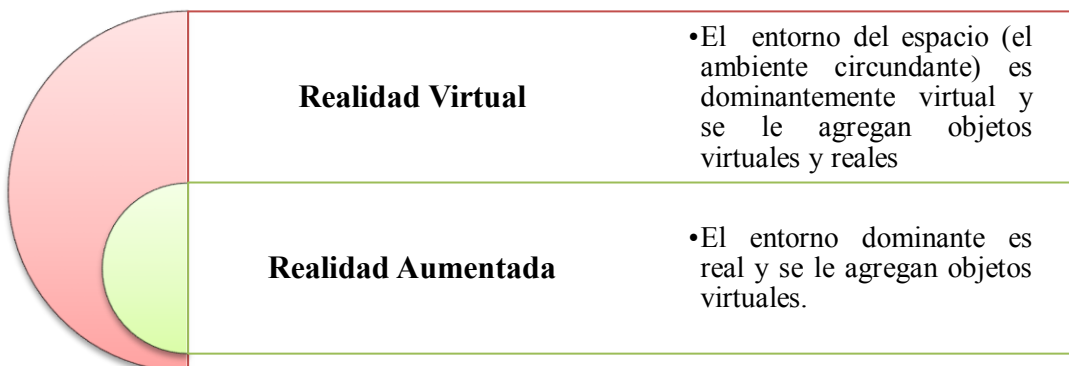 Realidad Virtual
•El entorno del espacio (el
ambiente circundante) es
dominantemente virtual y
se le agregan objetos
virtuales y reales
Realidad Aumentada
•El entorno dominante es
real y se le agregan objetos
virtuales.